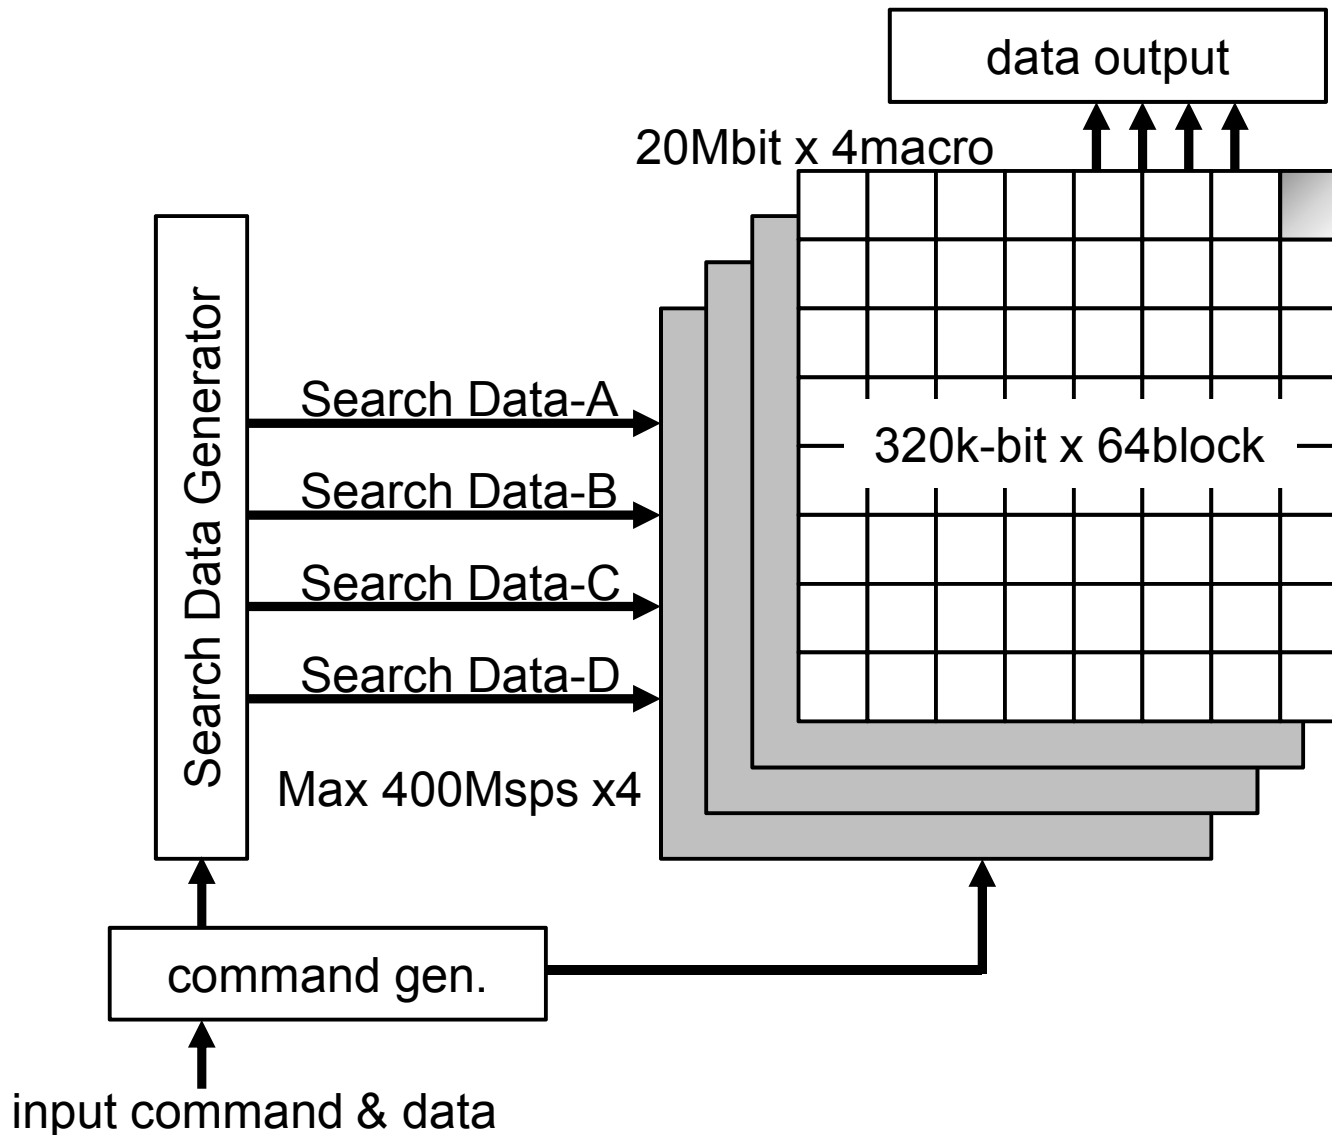 data output
20Mbit x 4macro
Search Data Generator
Search Data-A
320k-bit x 64block
Search Data-B
Search Data-C
Search Data-D
Max 400Msps x4
command gen.
input command & data